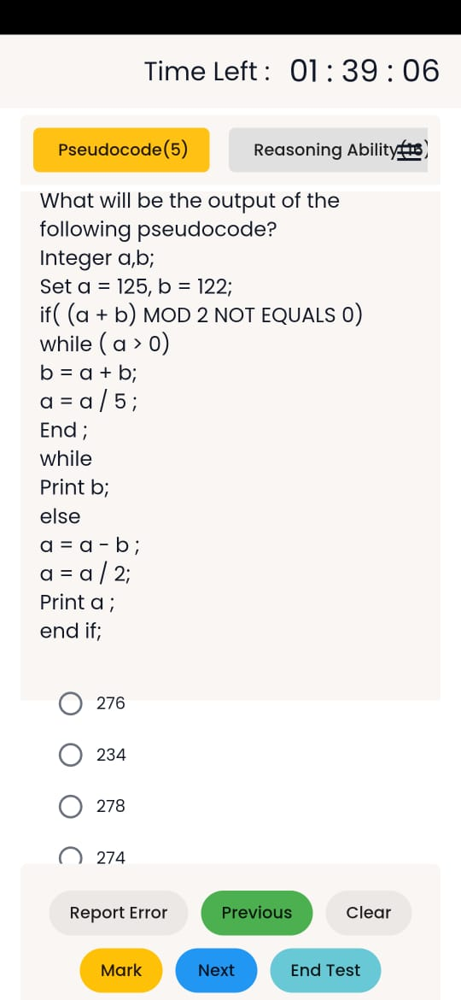 Time Left : 01 : 39 : 06
Pseudocode(5) Reasoning Ability(16)
What will be the output of the
following pseudocode?
Integer a,b;
Set a = 125, b = 122;
if( (a + b) MOD 2 NOT EQUALS 0)
while ( a > 0)
b = a + b;
a = a / 5 ;
End ;
while
Print b;
else
a = a - b ;
a = a / 2;
Print a ;
end if;
276
234
278
274
Report Error Previous Clear
Mark Next End Test